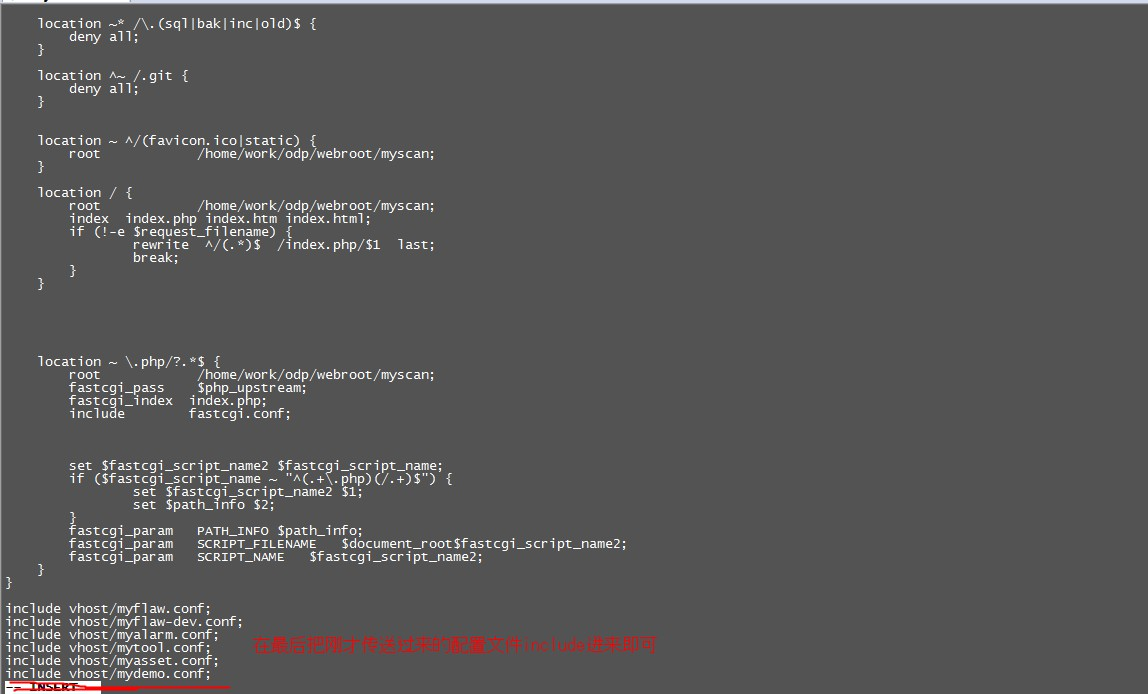 location ~* /\.(sql|bak|inc|old)$ {
deny all;
}
location ^~ /.git {
deny all;
}
location ~ ^/(favicon.ico|static) {
root /home/work/odp/webroot/myscan;
}
location / {
root /home/work/odp/webroot/myscan;
index index.php index.htm index.html;
if (!-e $request_filename) {
rewrite ^/(.*)$ /index.php/$1 last;
break;
}
}
location ~ \.php/?.*$ {
root /home/work/odp/webroot/myscan;
fastcgi_pass $php_upstream;
fastcgi_index index.php;
include fastcgi.conf;
set $fastcgi_script_name2 $fastcgi_script_name;
if ($fastcgi_script_name ~ "^(.+\.php)(/.+)$") {
set $fastcgi_script_name2 $1;
set $path_info $2;
}
fastcgi_param PATH_INFO $path_info;
fastcgi_param SCRIPT_FILENAME $document_root$fastcgi_script_name2;
fastcgi_param SCRIPT_NAME $fastcgi_script_name2;
}
}
include vhost/myflaw.conf;
include vhost/myflaw-dev.conf;
include vhost/myalarm.conf;
include vhost/mytool.conf;
在最后把刚才传送过来的配置文件include进来即可
include vhost/myasset.conf;
include vhost/mydemo.conf;
-- INSERT --